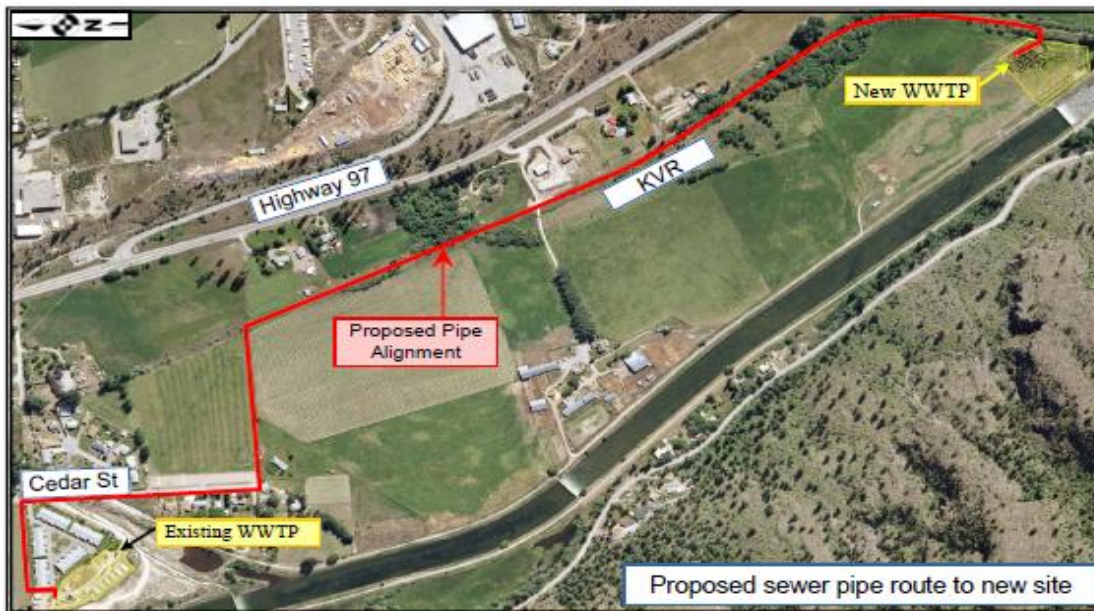 N
New WWTP
Highway 97
KVR
Proposed Pipe
Alignment
Cedar St
Existing WWTP
Proposed sewer pipe route to new site